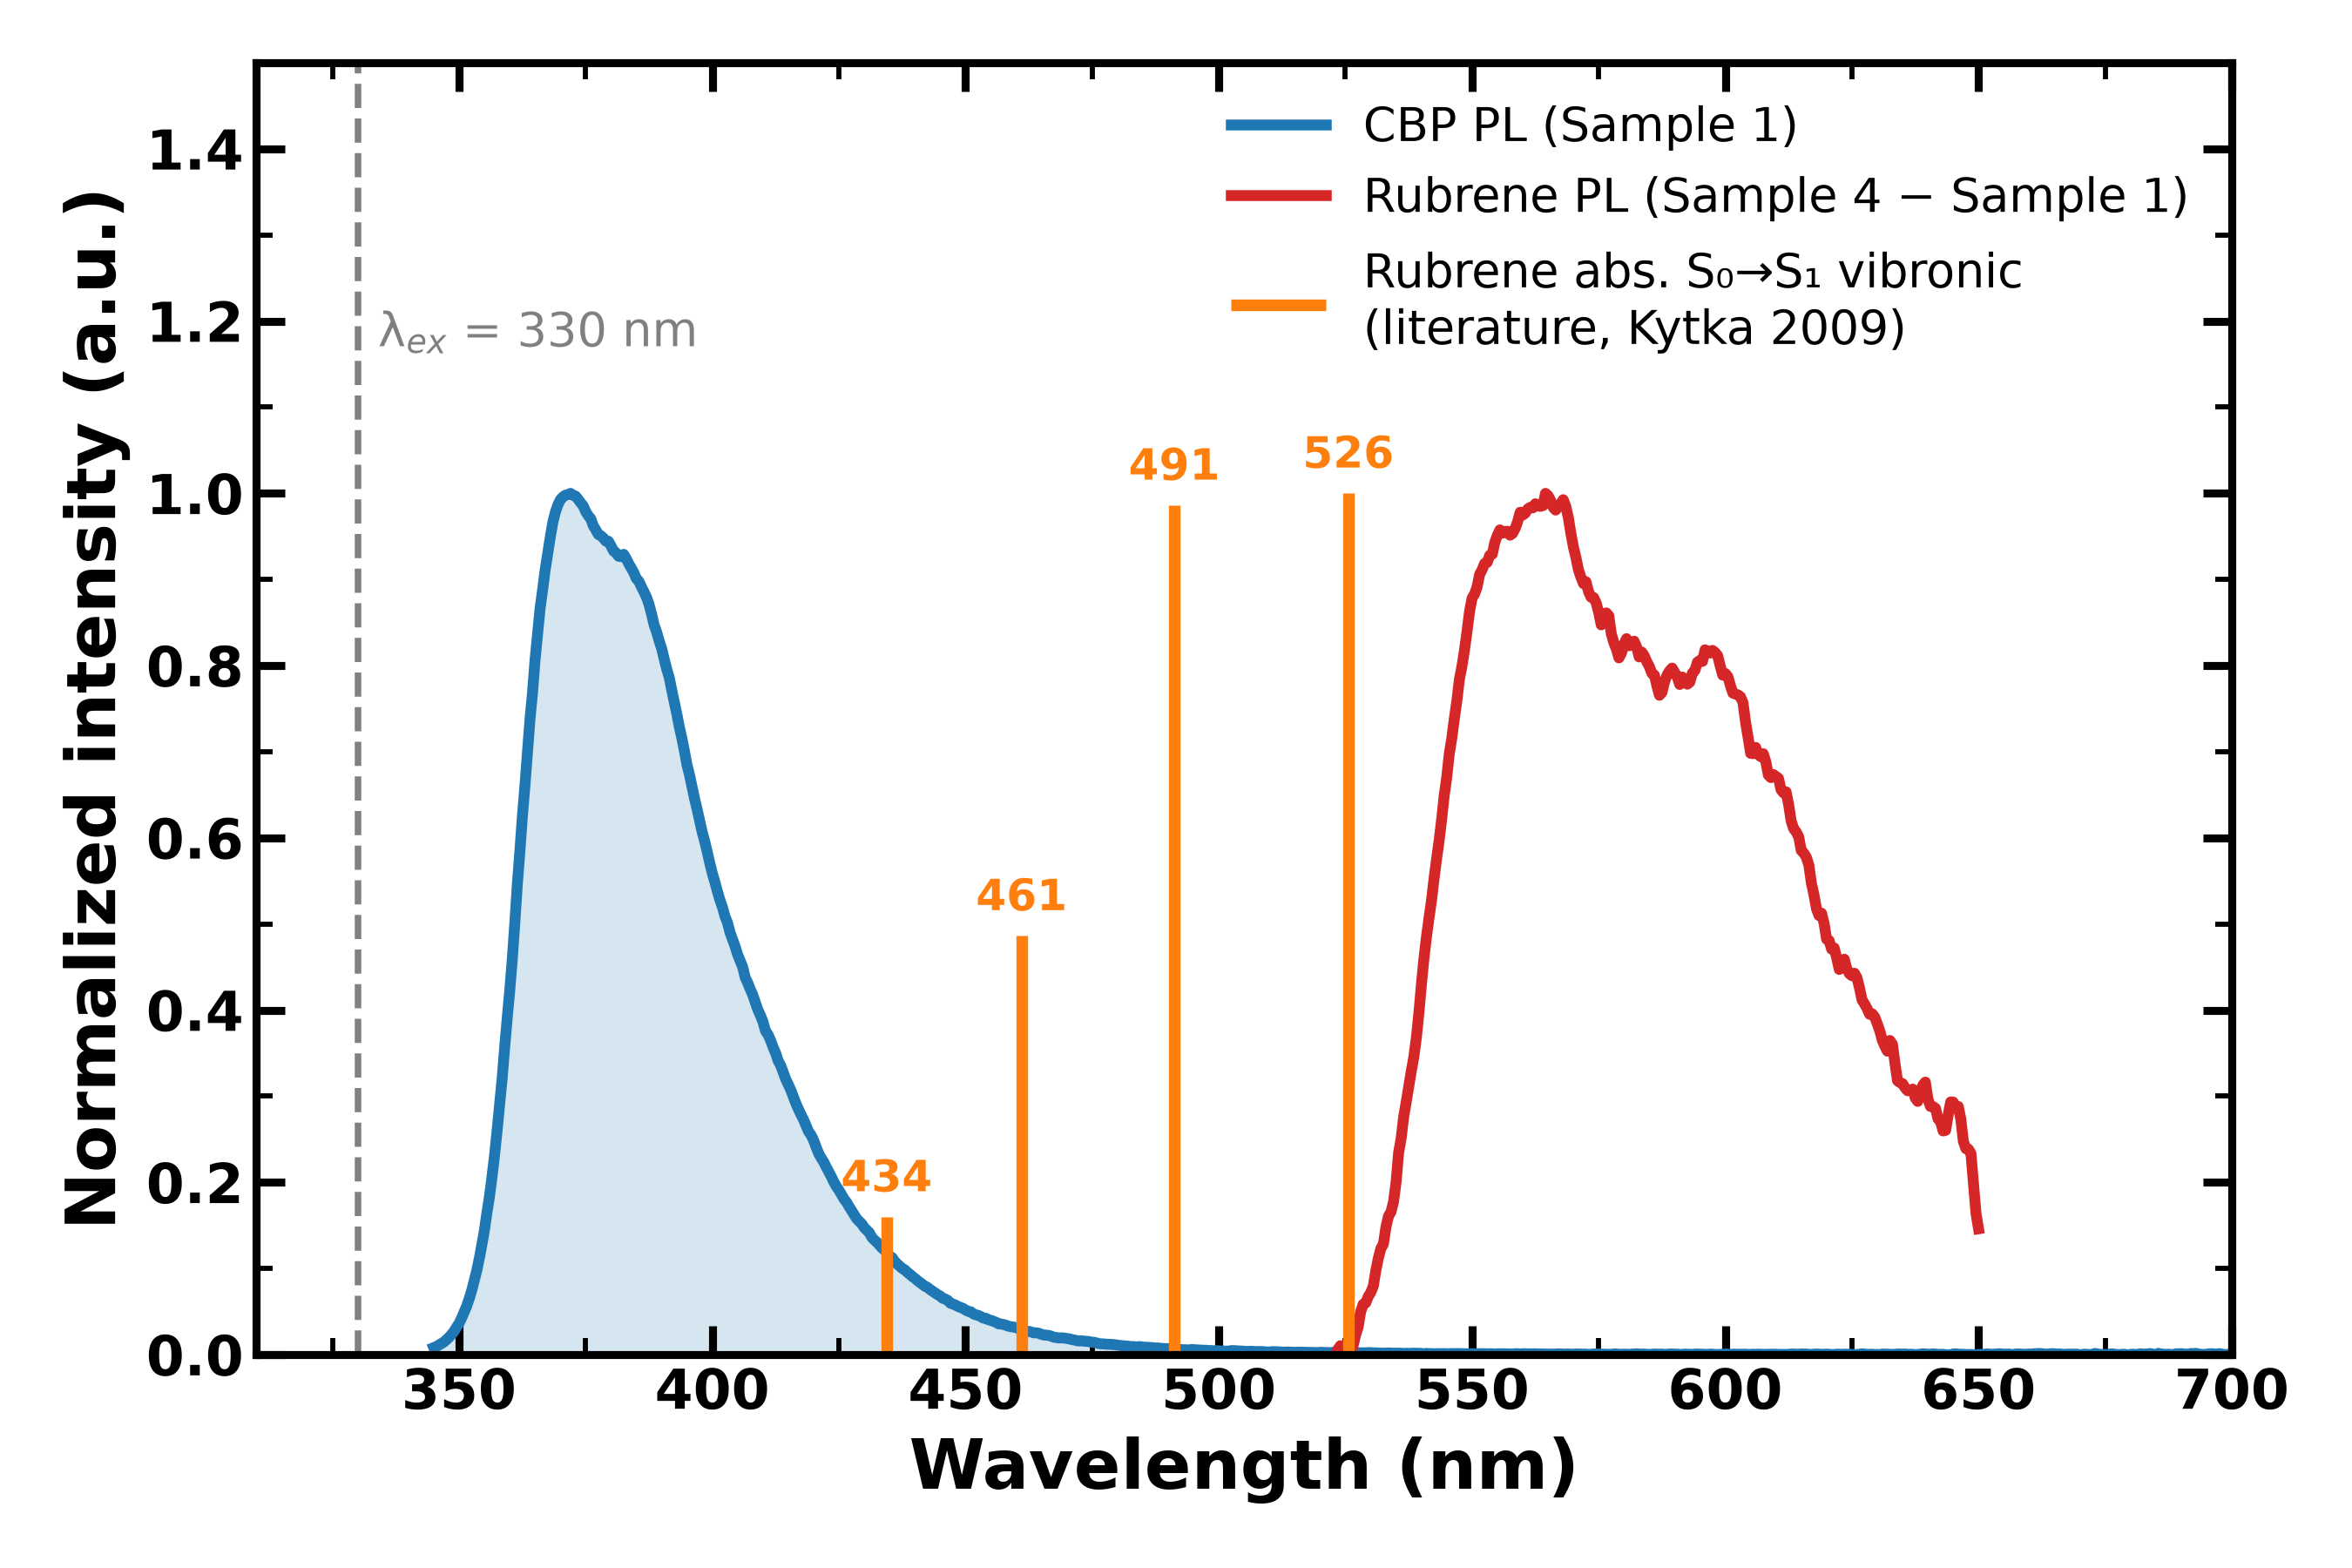 CBP PL (Sample 1)
Rubrene PL (Sample 4 − Sample 1)
Rubrene abs. S₀→S₁ vibronic
(literature, Kytka 2009)
λₑₓ = 330 nm
491
526
461
434
1.4
1.2
1.0
0.8
0.6
0.4
0.2
0.0
Normalized intensity (a.u.)
350 400 450 500 550 600 650 700
Wavelength (nm)